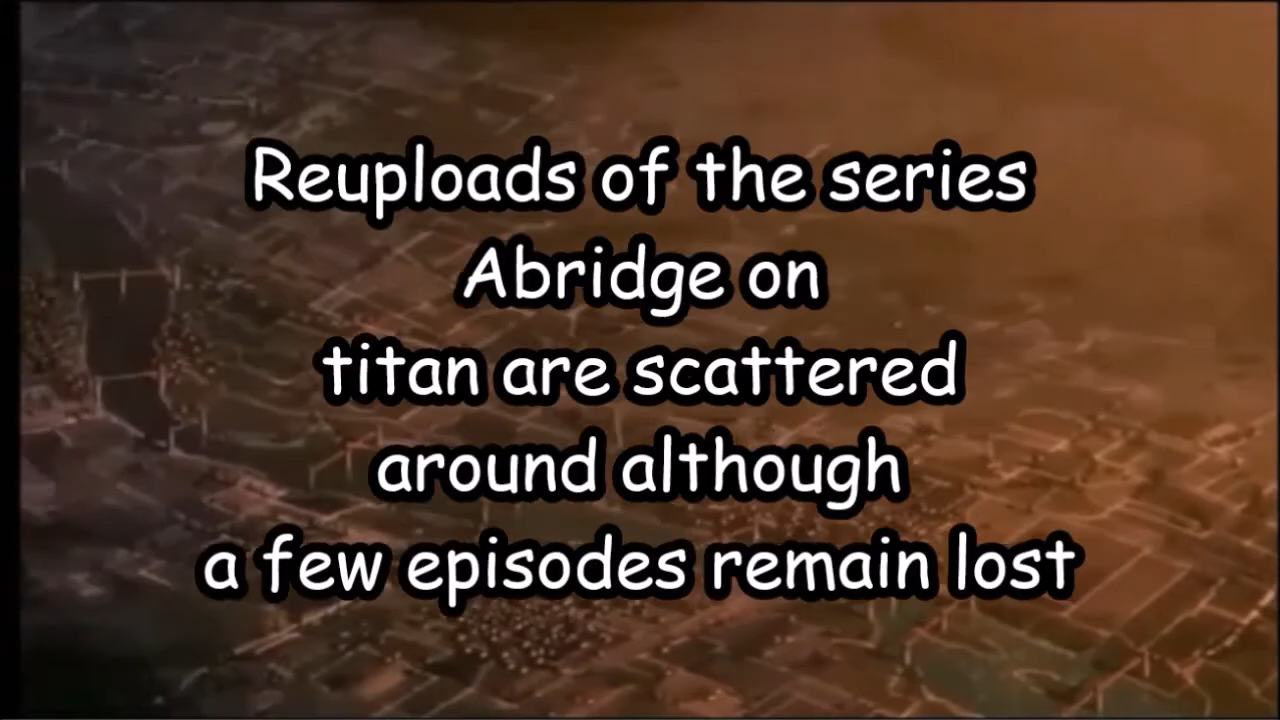 Reuploads of the series
Abridge on
titan are scattered
around although
a few episodes remain lost